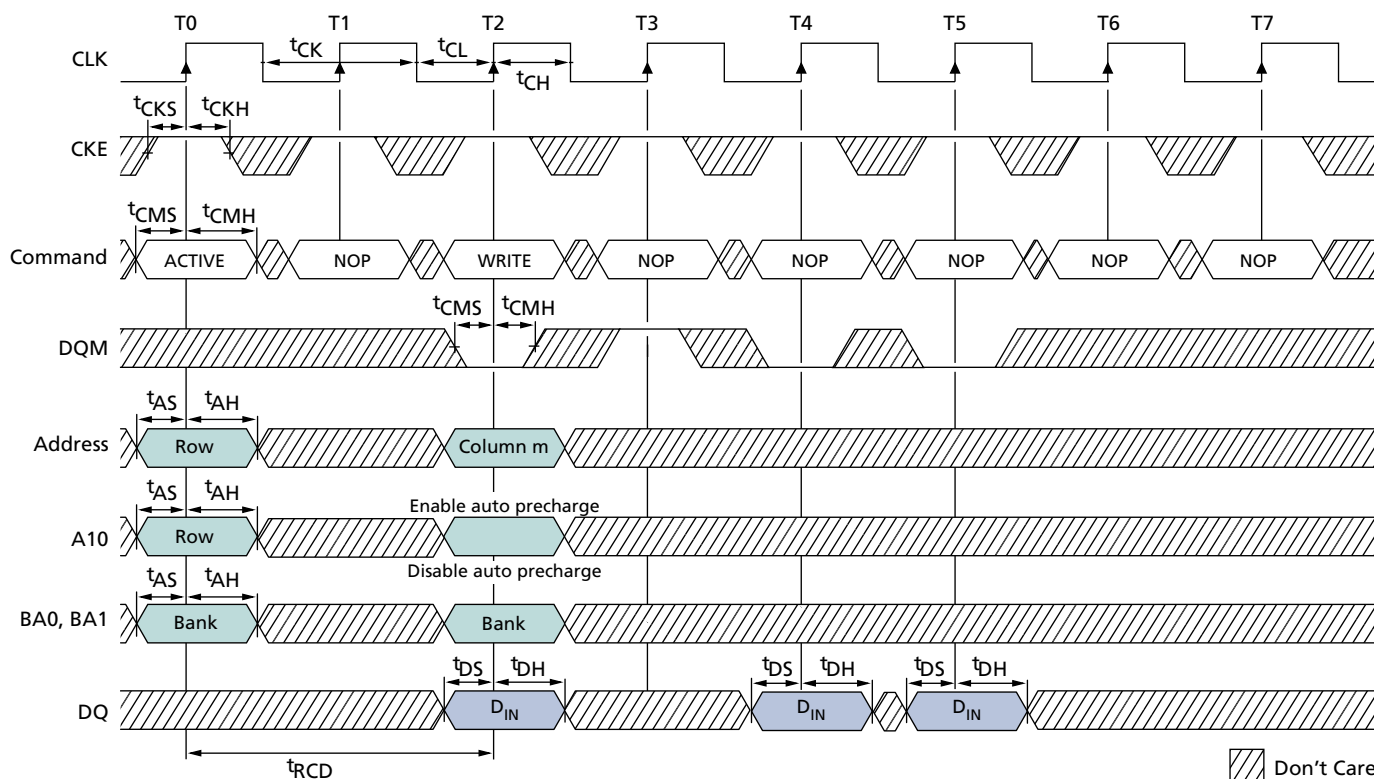 T0 T1 T2 T3 T4 T5 T6 T7
CLK
tCK tCL
tCH
tCKS tCKH
CKE
tCMS tCMH
Command ACTIVE NOP WRITE NOP NOP NOP NOP NOP
tCMS tCMH
DQM
tAS tAH
Address Row Column m
tAS tAH Enable auto precharge
A10 Row
Disable auto precharge
tAS tAH
BA0, BA1 Bank Bank
tDS tDH tDS tDH tDS tDH
DQ DIN DIN DIN
tRCD
Don't Care